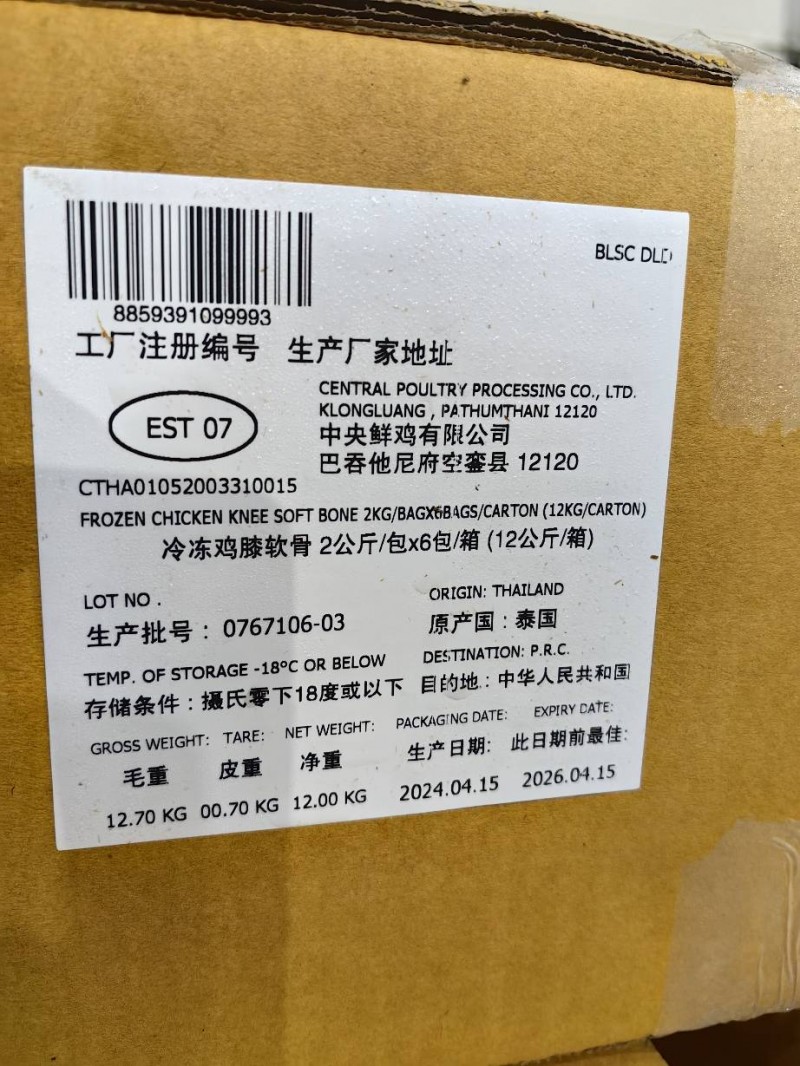 BLSC DLD
8859391099993
工厂注册编号 生产厂家地址
EST 07
CENTRAL POULTRY PROCESSING CO., LTD.
KLONGLUANG , PATHUMTHANI 12120
中央鲜鸡有限公司
巴吞他尼府空銮县 12120
CTHA01052003310015
FROZEN CHICKEN KNEE SOFT BONE 2KG/BAGX6BAGS/CARTON (12KG/CARTON)
冷冻鸡膝软骨 2公斤/包x6包/箱 (12公斤/箱)
LOT NO . ORIGIN: THAILAND
生产批号： 0767106-03 原产国：泰国
TEMP. OF STORAGE -18°C OR BELOW DESTINATION: P.R.C.
存储条件：摄氏零下18度或以下 目的地：中华人民共和国
GROSS WEIGHT: TARE: NET WEIGHT: PACKAGING DATE: EXPIRY DATE:
毛重 皮重 净重 生产日期: 此日期前最佳:
12.70 KG 00.70 KG 12.00 KG 2024.04.15 2026.04.15